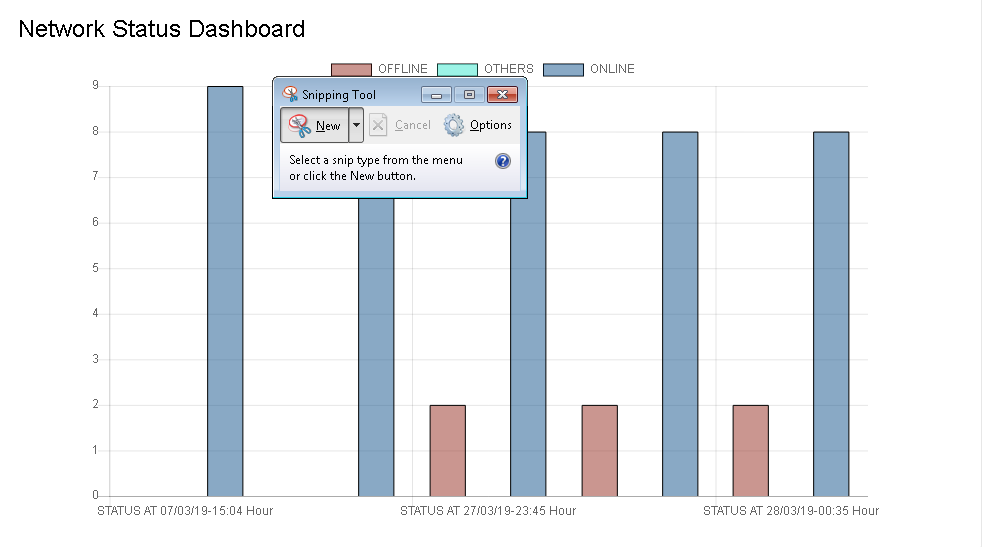 Network Status Dashboard
OFFLINE OTHERS ONLINE
Snipping Tool
New Cancel Options
Select a snip type from the menu
or click the New button.
?
9
8
7
6
5
4
3
2
1
0
STATUS AT 07/03/19-15:04 Hour STATUS AT 27/03/19-23:45 Hour STATUS AT 28/03/19-00:35 Hour